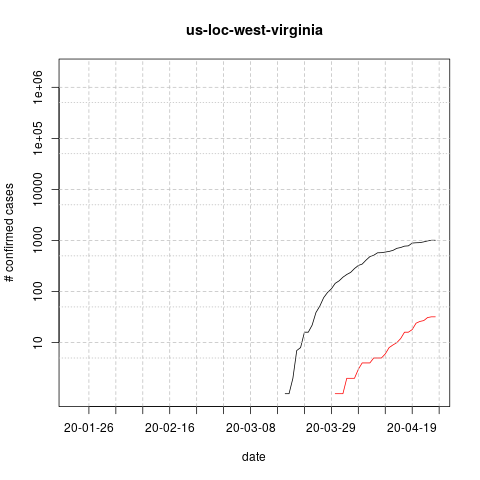 us-loc-west-virginia
# confirmed cases
1e+06
1e+05
10000
1000
100
10
20-01-26 20-02-16 20-03-08 20-03-29 20-04-19
date